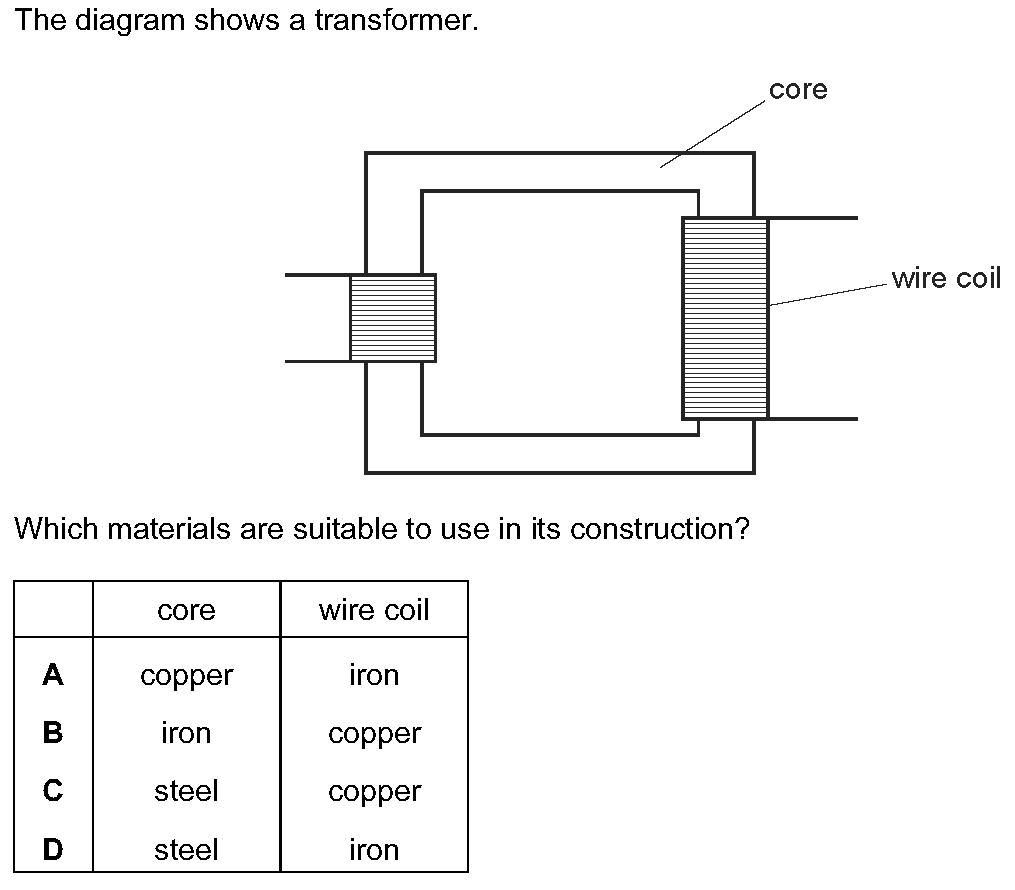 The diagram shows a transformer.
core
wire coil
Which materials are suitable to use in its construction?
core wire coil
A copper iron
B iron copper
C steel copper
D steel iron